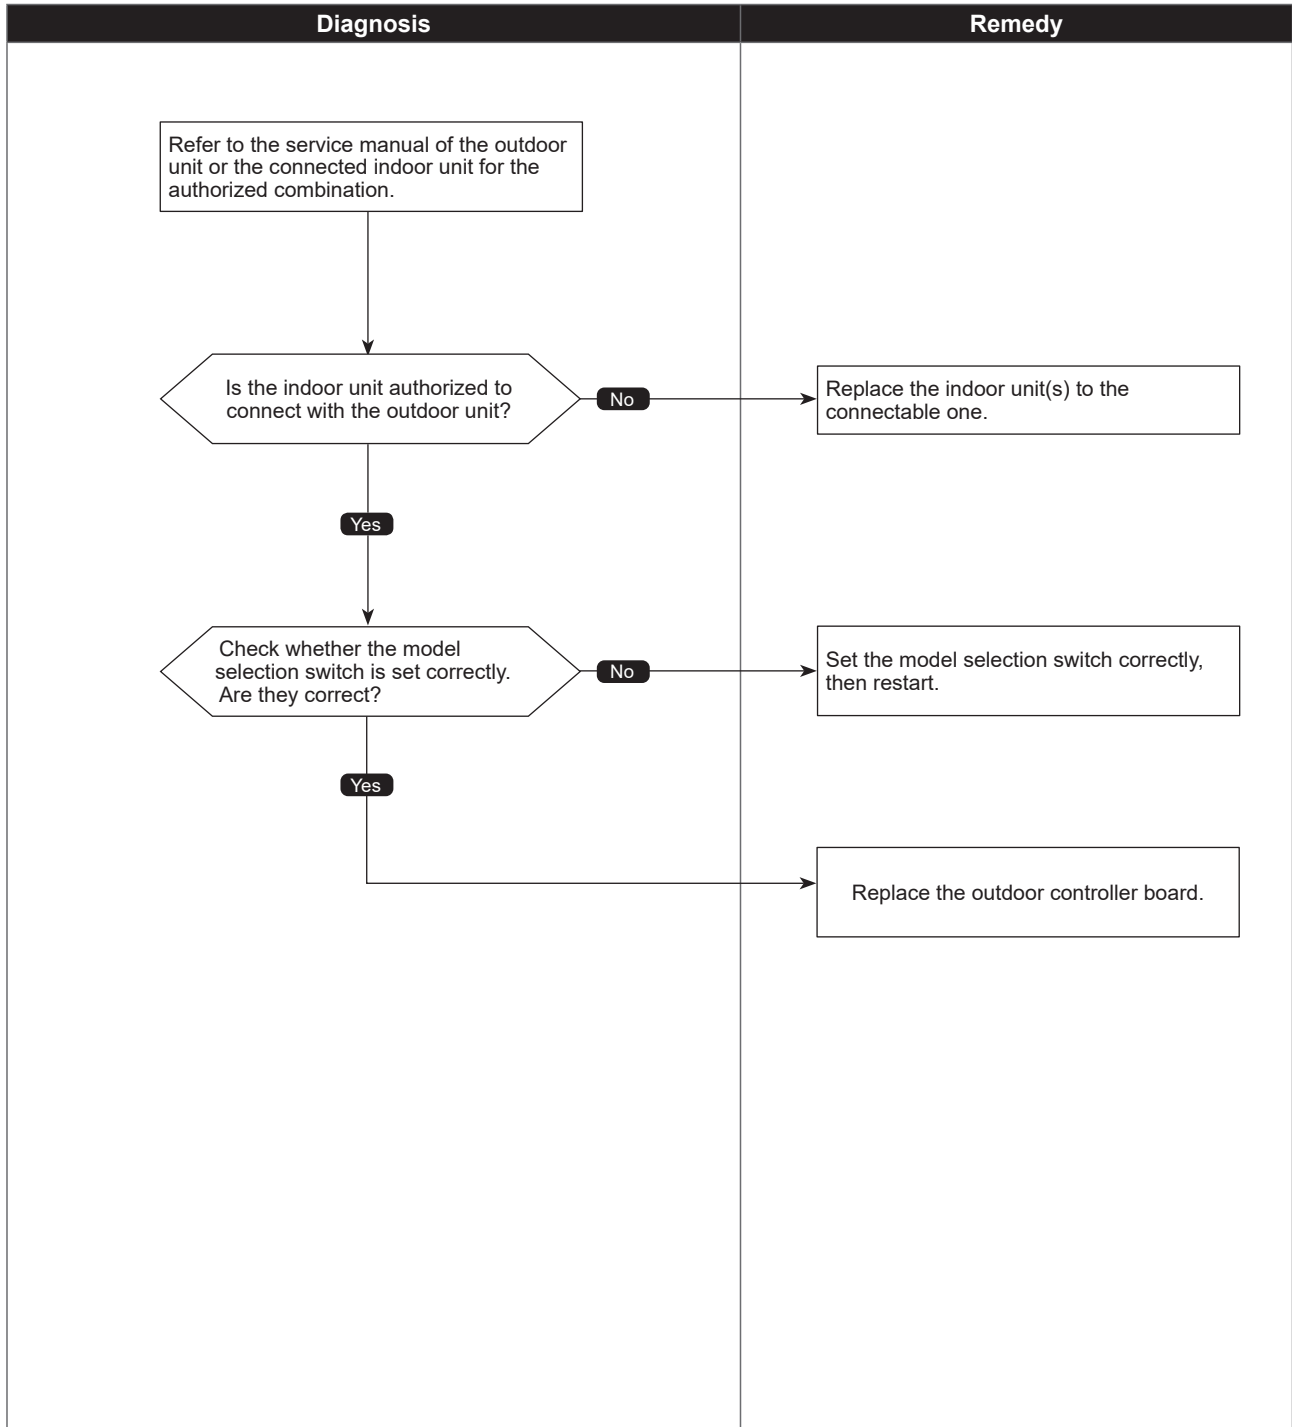 Diagnosis
Remedy
Refer to the service manual of the outdoor
unit or the connected indoor unit for the
authorized combination.
Is the indoor unit authorized to
connect with the outdoor unit?
No
Replace the indoor unit(s) to the
connectable one.
Yes
Check whether the model
selection switch is set correctly.
Are they correct?
No
Set the model selection switch correctly,
then restart.
Yes
Replace the outdoor controller board.